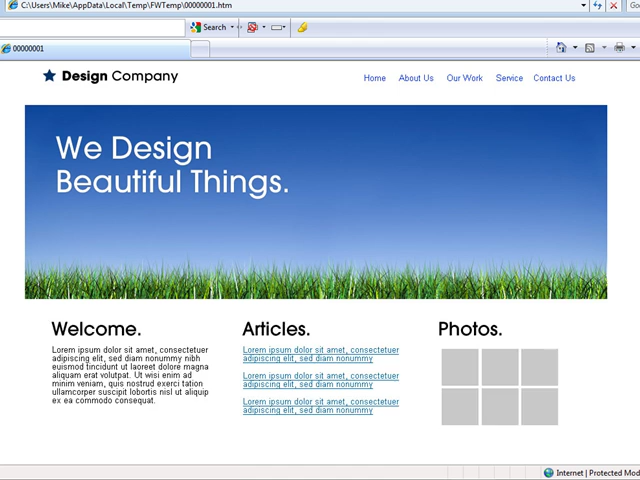 C:\Users\Mike\AppData\Local\Temp\FWTemp\00000001.htm
Goo
Search
00000001
Design Company
Home About Us Our Work Service Contact Us
We Design
Beautiful Things.
Welcome.
Lorem ipsum dolor sit amet, consectetuer
adipiscing elit, sed diam nonummy nibh
euismod tincidunt ut laoreet dolore magna
aliquam erat volutpat. Ut wisi enim ad
minim veniam, quis nostrud exerci tation
ullamcorper suscipit lobortis nisl ut aliquip
ex ea commodo consequat.
Articles.
Lorem ipsum dolor sit amet, consectetuer
adipiscing elit, sed diam nonummy
Lorem ipsum dolor sit amet, consectetuer
adipiscing elit, sed diam nonummy
Lorem ipsum dolor sit amet, consectetuer
adipiscing elit, sed diam nonummy
Photos.
Internet | Protected Mod